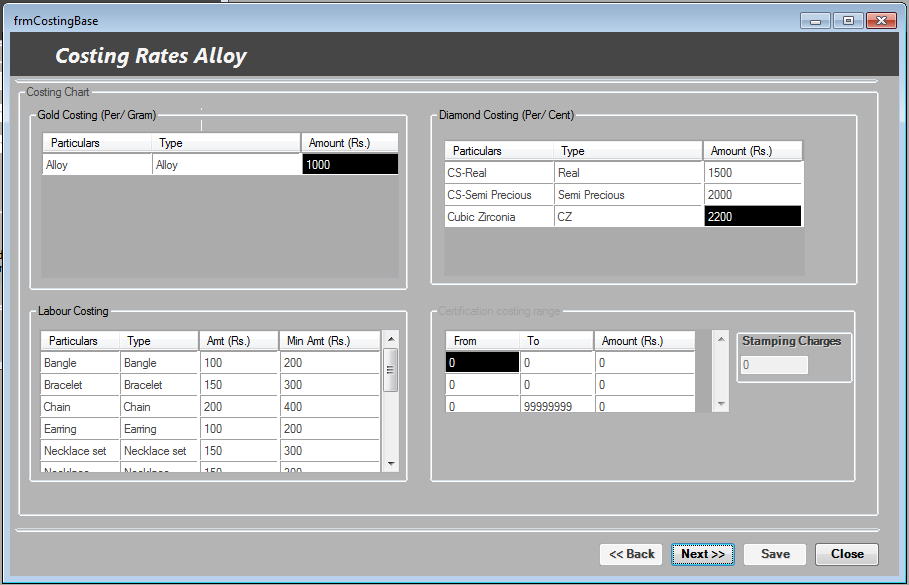 frmCostingBase
Costing Rates Alloy
Costing Chart
Gold Costing (Per/ Gram)
Particulars Type Amount (Rs.)
Alloy Alloy 1000
Diamond Costing (Per/ Cent)
Particulars Type Amount (Rs.)
CS-Real Real 1500
CS-Semi Precious Semi Precious 2000
Cubic Zirconia CZ 2200
Labour Costing
Particulars Type Amt (Rs.) Min Amt (Rs.)
Bangle Bangle 100 200
Bracelet Bracelet 150 300
Chain Chain 200 400
Earring Earring 100 200
Necklace set Necklace set 150 300
Certification costing range
From To Amount (Rs.)
0 0 0
0 0 0
0 99999999 0
Stamping Charges
0
<< Back Next >> Save Close